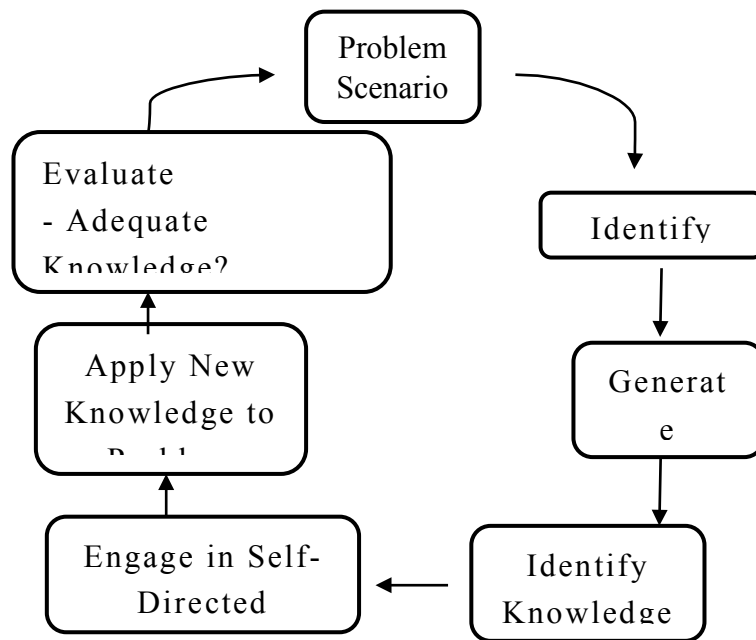 Problem
Scenario
Identify
Generat
e
Identify
Knowledge
Engage in Self-
Directed
Apply New
Knowledge to
Evaluate
- Adequate
Knowledge?